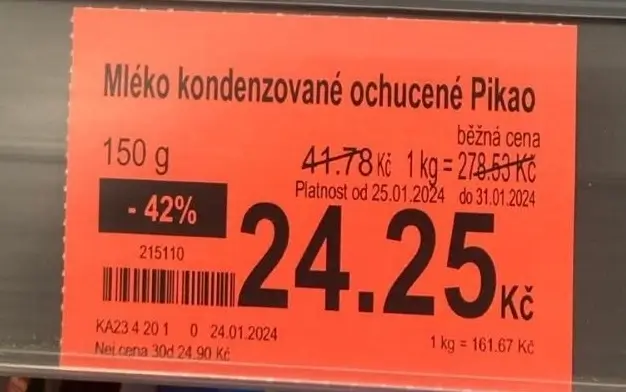 Mléko kondenzované ochucené Pikao
běžná cena
150 g 41.78 Kč 1 kg = 278.53 Kč
Platnost od 25.01.2024 do 31.01.2024
- 42%
24.25 Kč
215110
KA23 4 20 1 0 24.01.2024
1 kg = 161.67 Kč
Nej.cena 30d 24.90 Kč